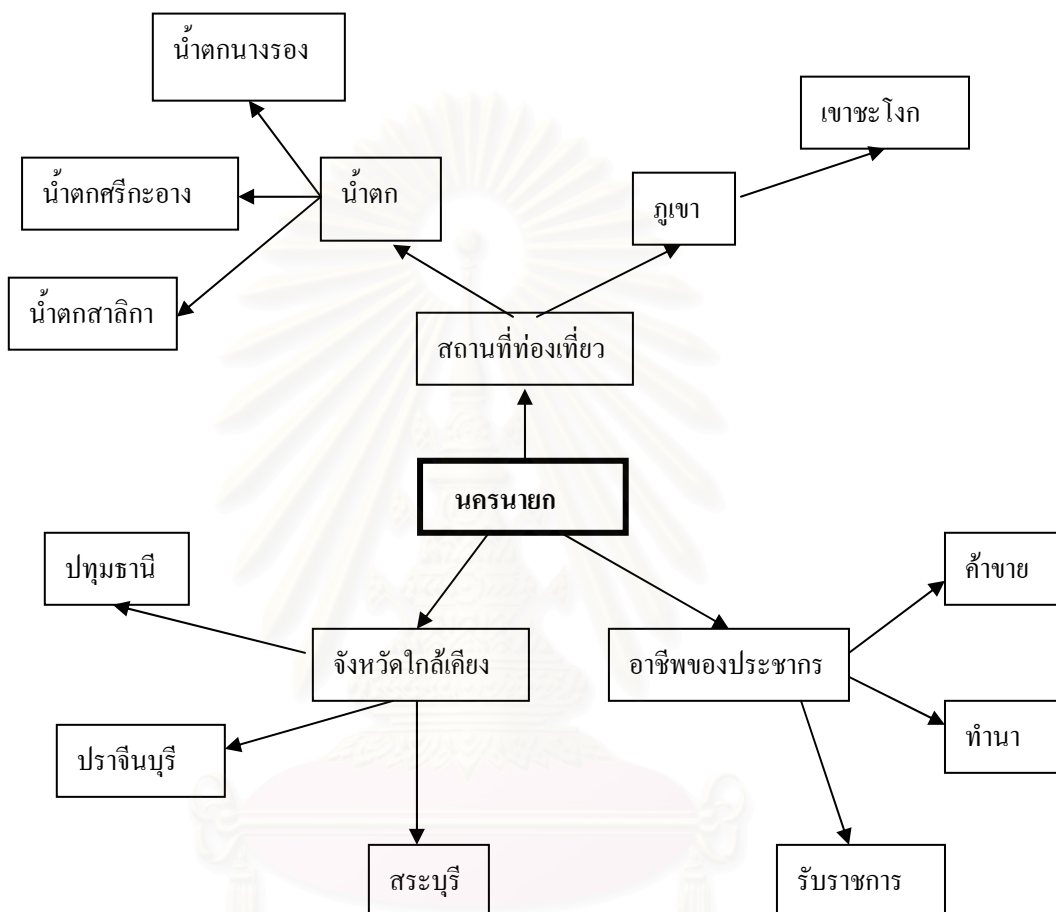 น้ำตกนางรอง
เขาชะโงก
น้ำตกศรีกะอาง
น้ำตก
ภูเขา
น้ำตกสาลิกา
สถานที่ท่องเที่ยว
นครนายก
ปทุมธานี
ค้าขาย
จังหวัดใกล้เคียง
อาชีพของประชากร
ปราจีนบุรี
ทำนา
สระบุรี
รับราชการ